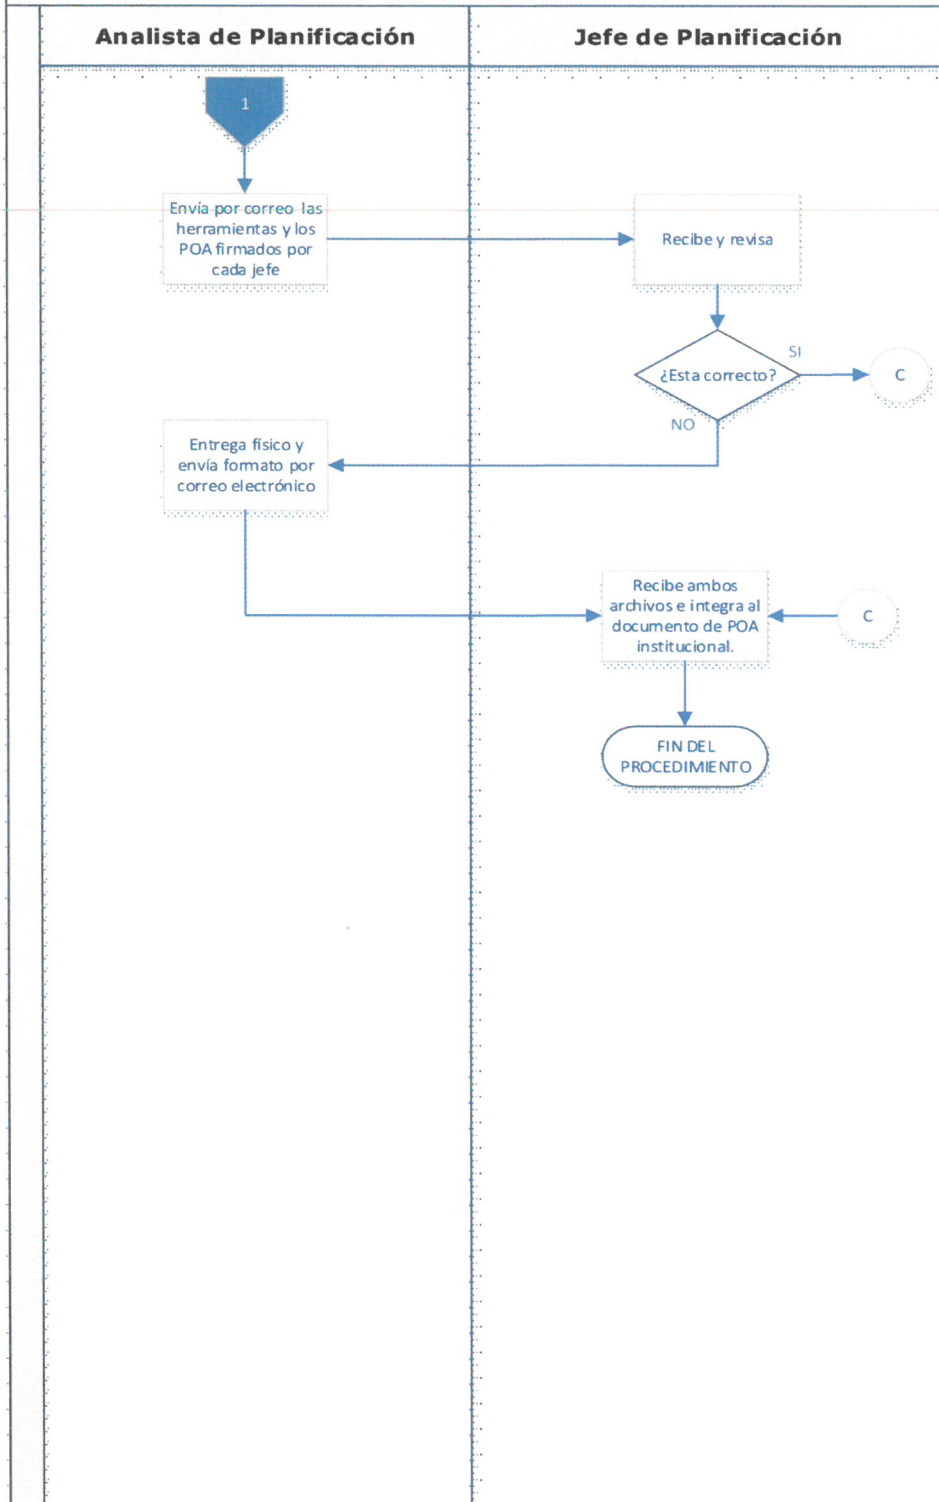 Analista de Planificación
Jefe de Planificación
1
Envía por correo las
herramientas y los
POA firmados por
cada jefe
Recibe y revisa
¿Esta correcto?
SI
C
NO
Entrega físico y
envía formato por
correo electrónico
Recibe ambos
archivos e integra al
documento de POA
institucional.
C
FIN DEL
PROCEDIMIENTO